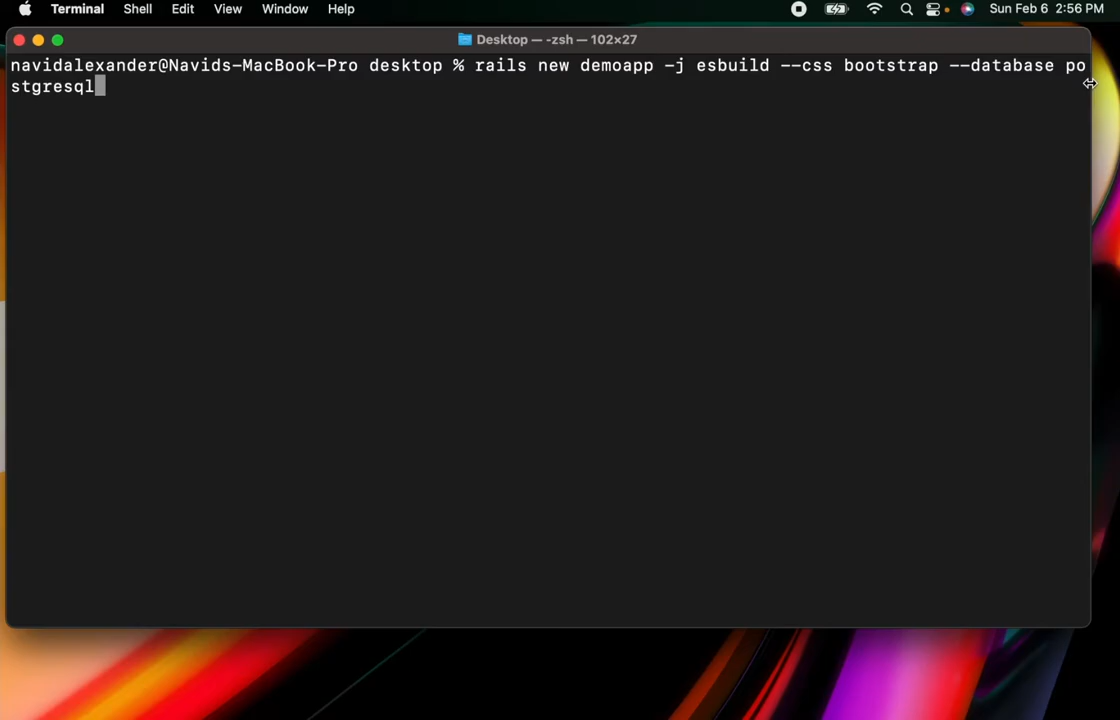 Terminal Shell Edit View Window Help Sun Feb 6 2:56 PM
Desktop — -zsh — 102×27
navidalexander@Navids-MacBook-Pro desktop % rails new demoapp -j esbuild --css bootstrap --database po
stgresql